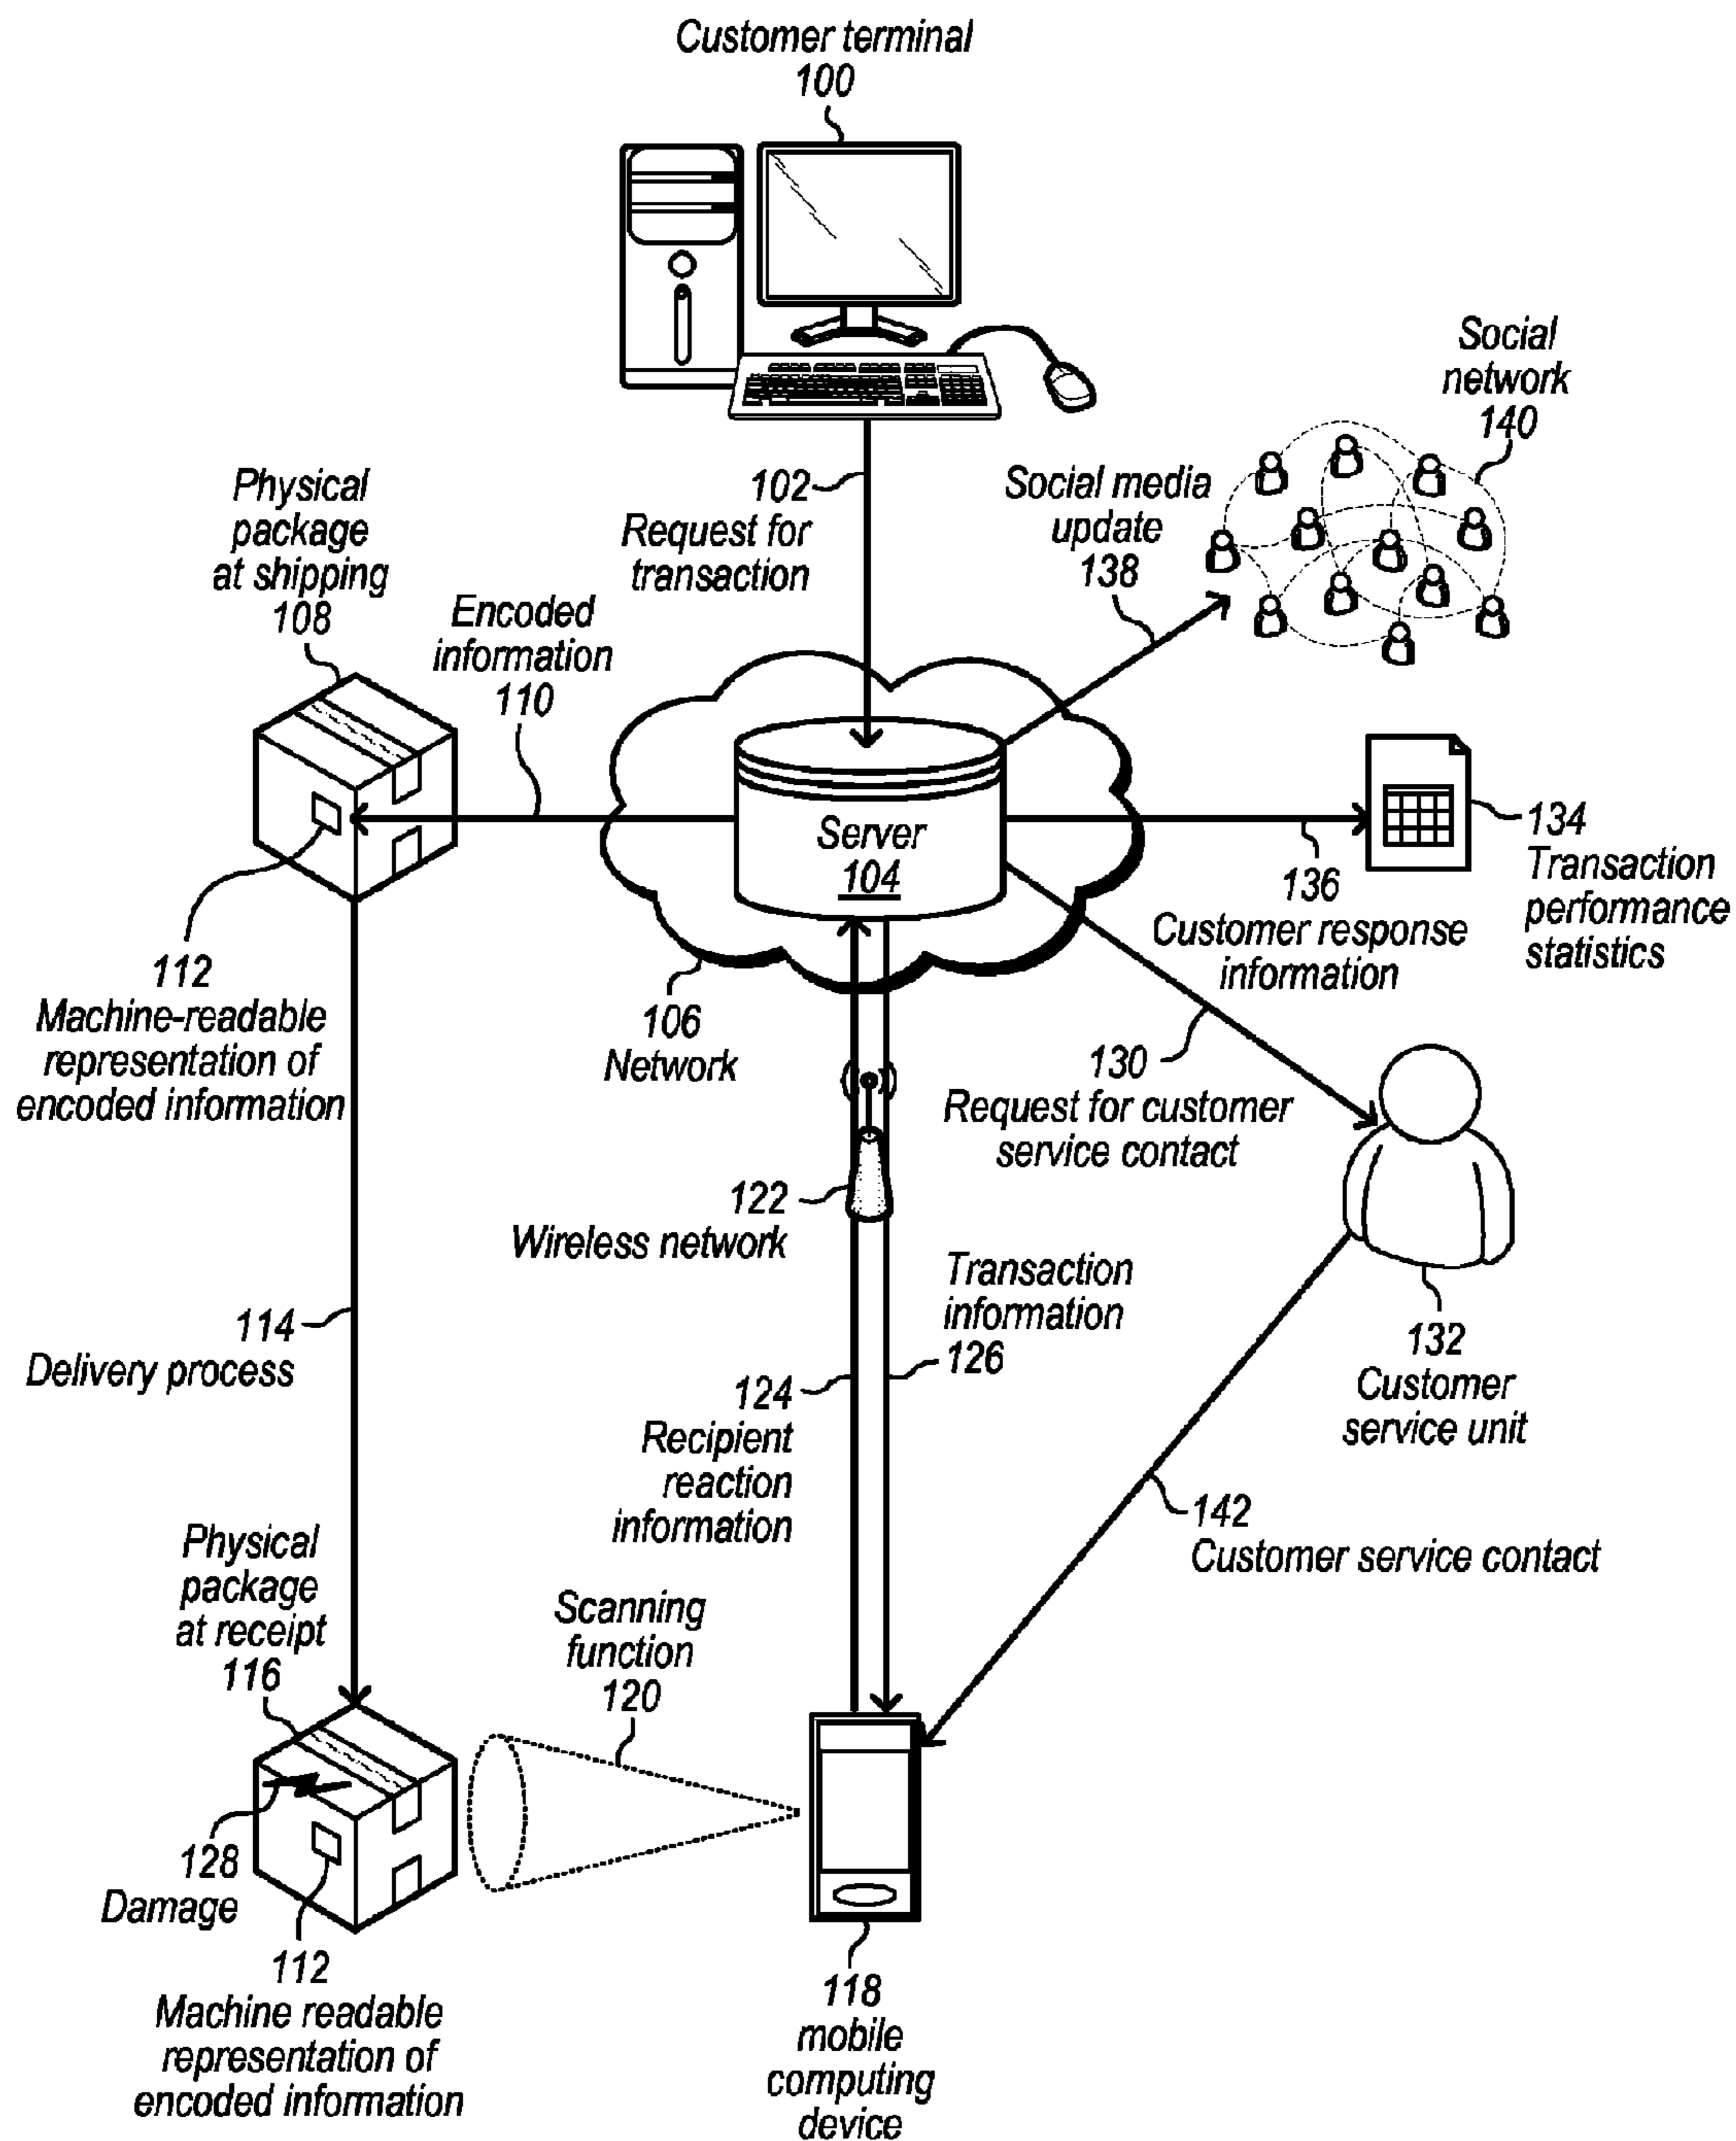 Customer terminal
100
Social
network
140
102
Request for
transaction
Social media
update
138
Physical
package
at shipping
108
Encoded
information
110
Server
104
134
Transaction
performance
statistics
136
Customer response
information
112
Machine-readable
representation of
encoded information
106
Network
130
Request for customer
service contact
122
Wireless network
Transaction
information
126
114
Delivery process
132
Customer
service unit
124
Recipient
reaction
information
142
Customer service contact
Physical
package
at receipt
116
Scanning
function
120
128
Damage
112
Machine readable
representation of
encoded information
118
mobile
computing
device